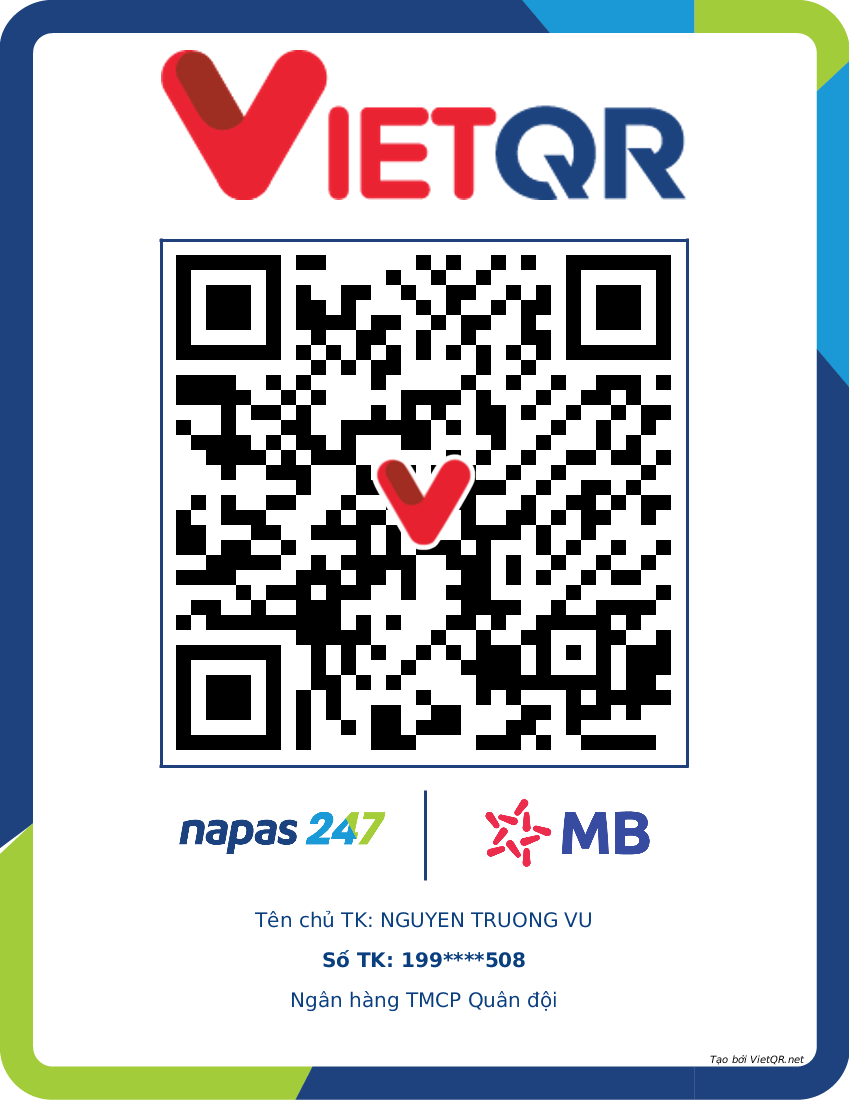 VIETQR
napas 247
MB
Tên chủ TK: NGUYEN TRUONG VU
Số TK: 199****508
Ngân hàng TMCP Quân đội
Tạo bởi VietQR.net